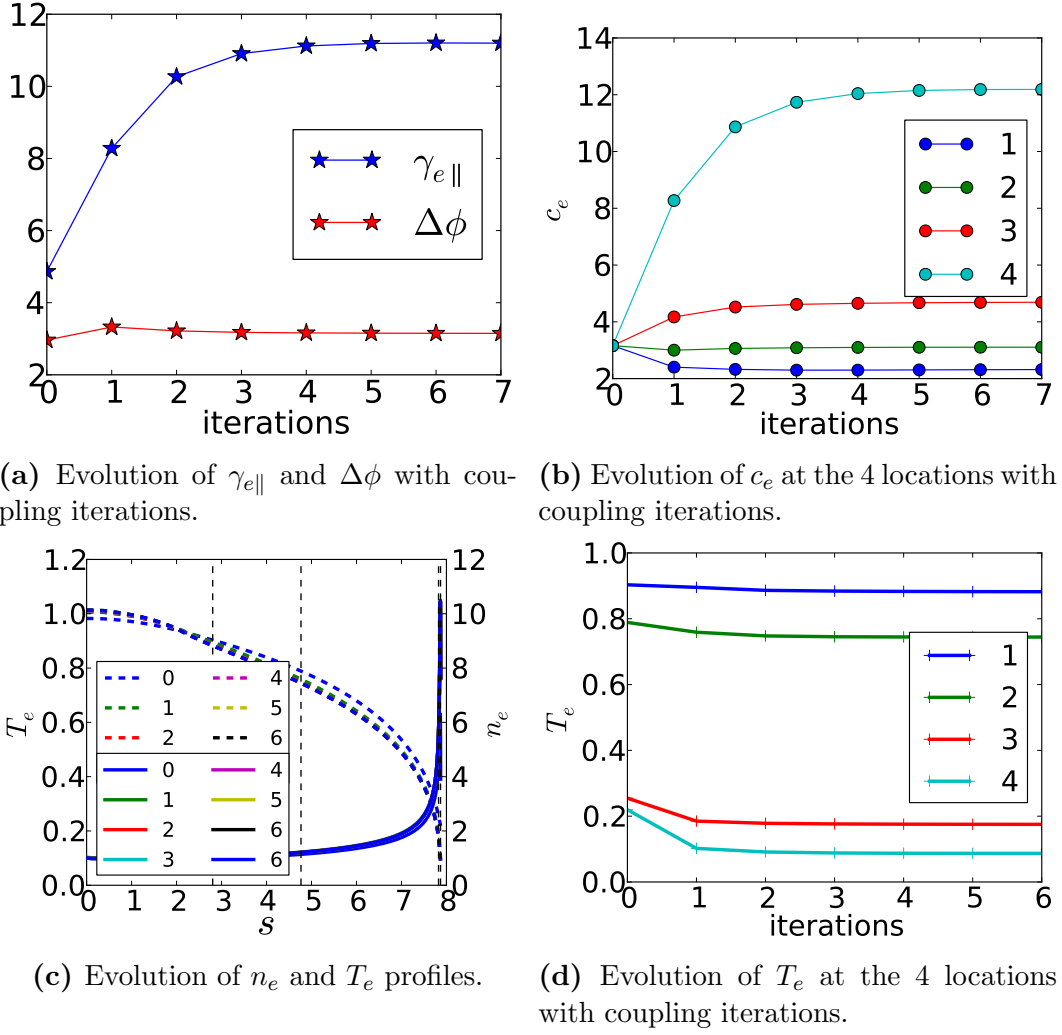 12
10
8
6
4
2
0 1 2 3 4 5 6 7
iterations
γe∥
Δϕ
14
12
10
8
6
4
2
ce
0 1 2 3 4 5 6 7
iterations
1
2
3
4
(a) Evolution of γe∥ and Δϕ with cou-
pling iterations.
(b) Evolution of ce at the 4 locations with
coupling iterations.
1.2
1.0
0.8
0.6
0.4
0.2
0.0
Te
12
10
8
6
4
2
0
ne
0 4
1 5
2 6
0 4
1 5
2 6
3 6
0 1 2 3 4 5 6 7 8
s
1.0
0.8
0.6
0.4
0.2
0.0
Te
1
2
3
4
0 1 2 3 4 5 6
iterations
(c) Evolution of ne and Te profiles.
(d) Evolution of Te at the 4 locations
with coupling iterations.